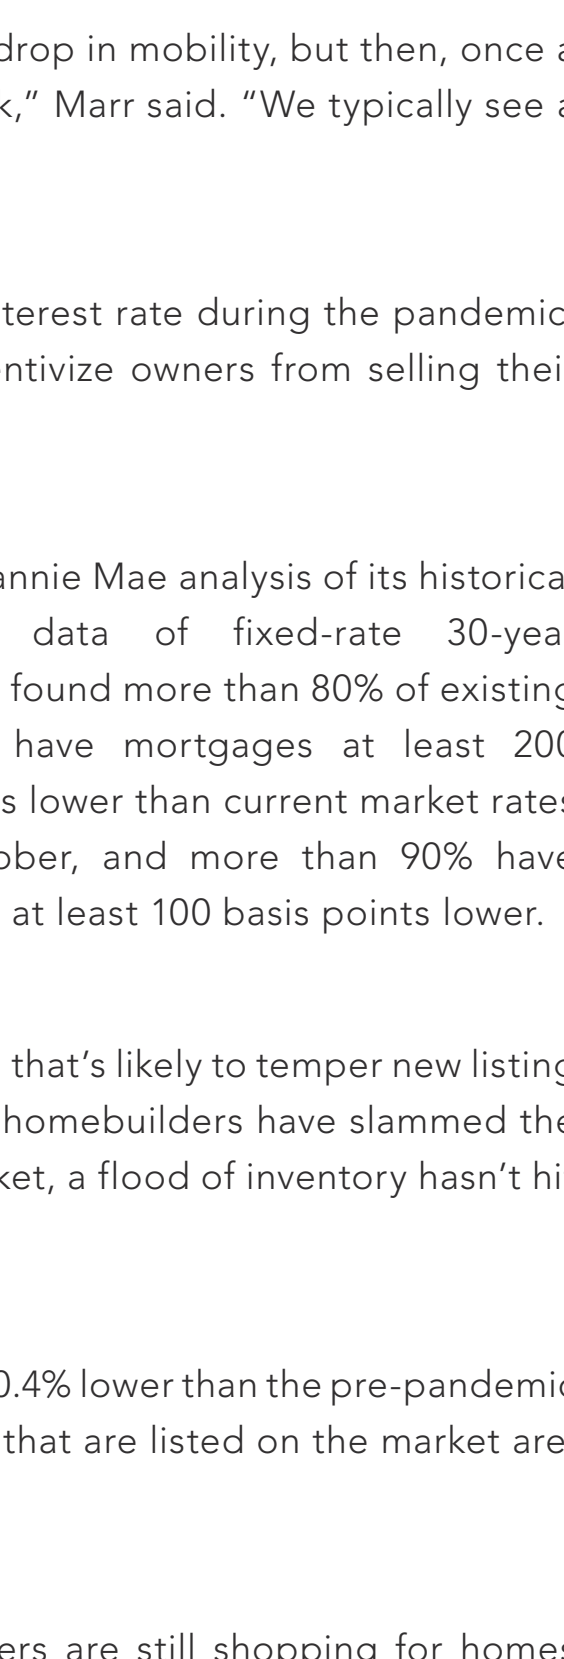 drop in mobility, but then, once a
k,” Marr said. “We typically see a
terest rate during the pandemic
ntivize owners from selling thei
annie Mae analysis of its historica
data of fixed-rate 30-yea
found more than 80% of existing
have mortgages at least 200
s lower than current market rates
ober, and more than 90% have
at least 100 basis points lower.
that’s likely to temper new listing
homebuilders have slammed the
ket, a flood of inventory hasn’t hi
0.4% lower than the pre-pandemic
that are listed on the market are
ers are still shopping for homes